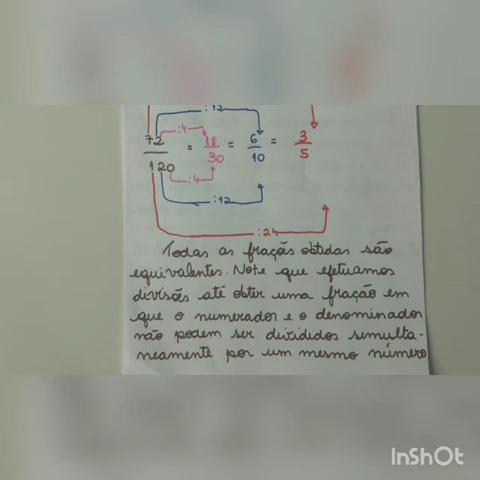 :12
:4
72/120 = 18/30 = 6/10 = 3/5
:4
:12
:24
Todas as fraçõs obtidas são
equivalentes. Note que efetuamos
divisões até obter uma fração em
que o numerador e o denominador
não podem ser divididos simulta-
neamente por um mesmo número
InShOt